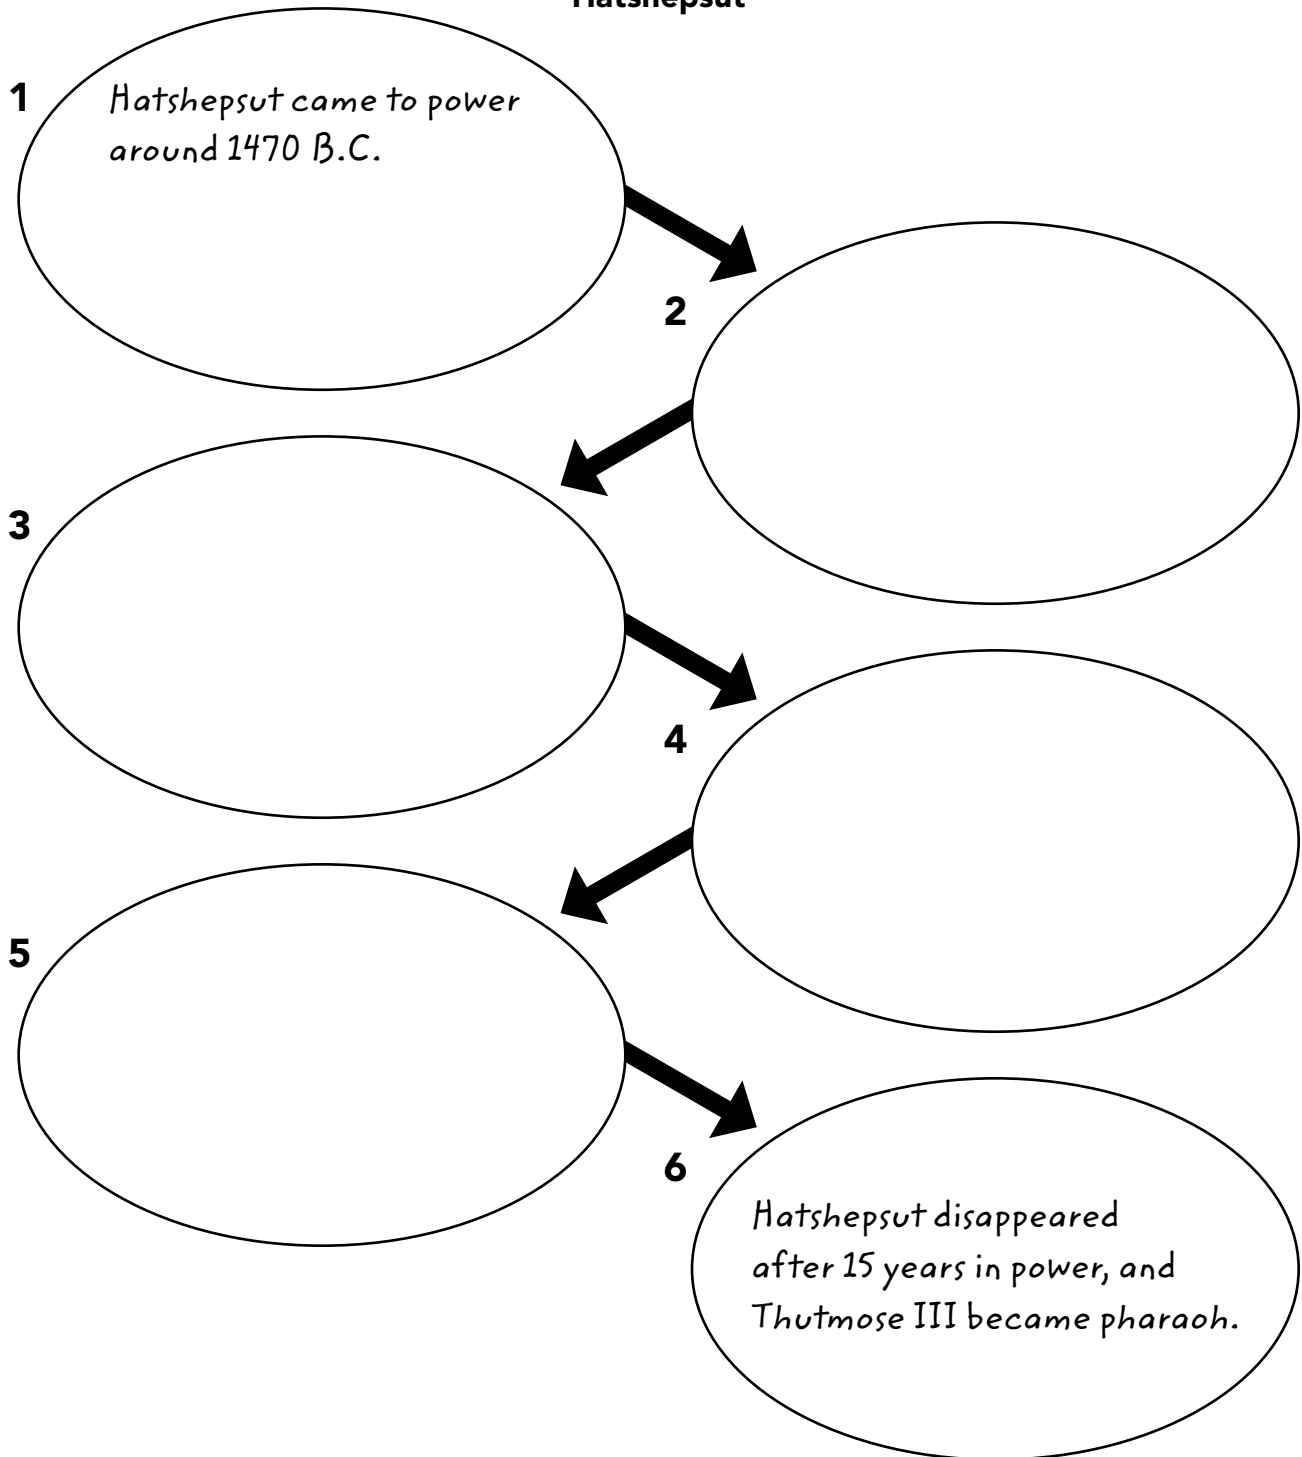 Hatshepsut
1
Hatshepsut came to power
around 1470 B.C.
2
3
4
5
6
Hatshepsut disappeared
after 15 years in power, and
Thutmose III became pharaoh.